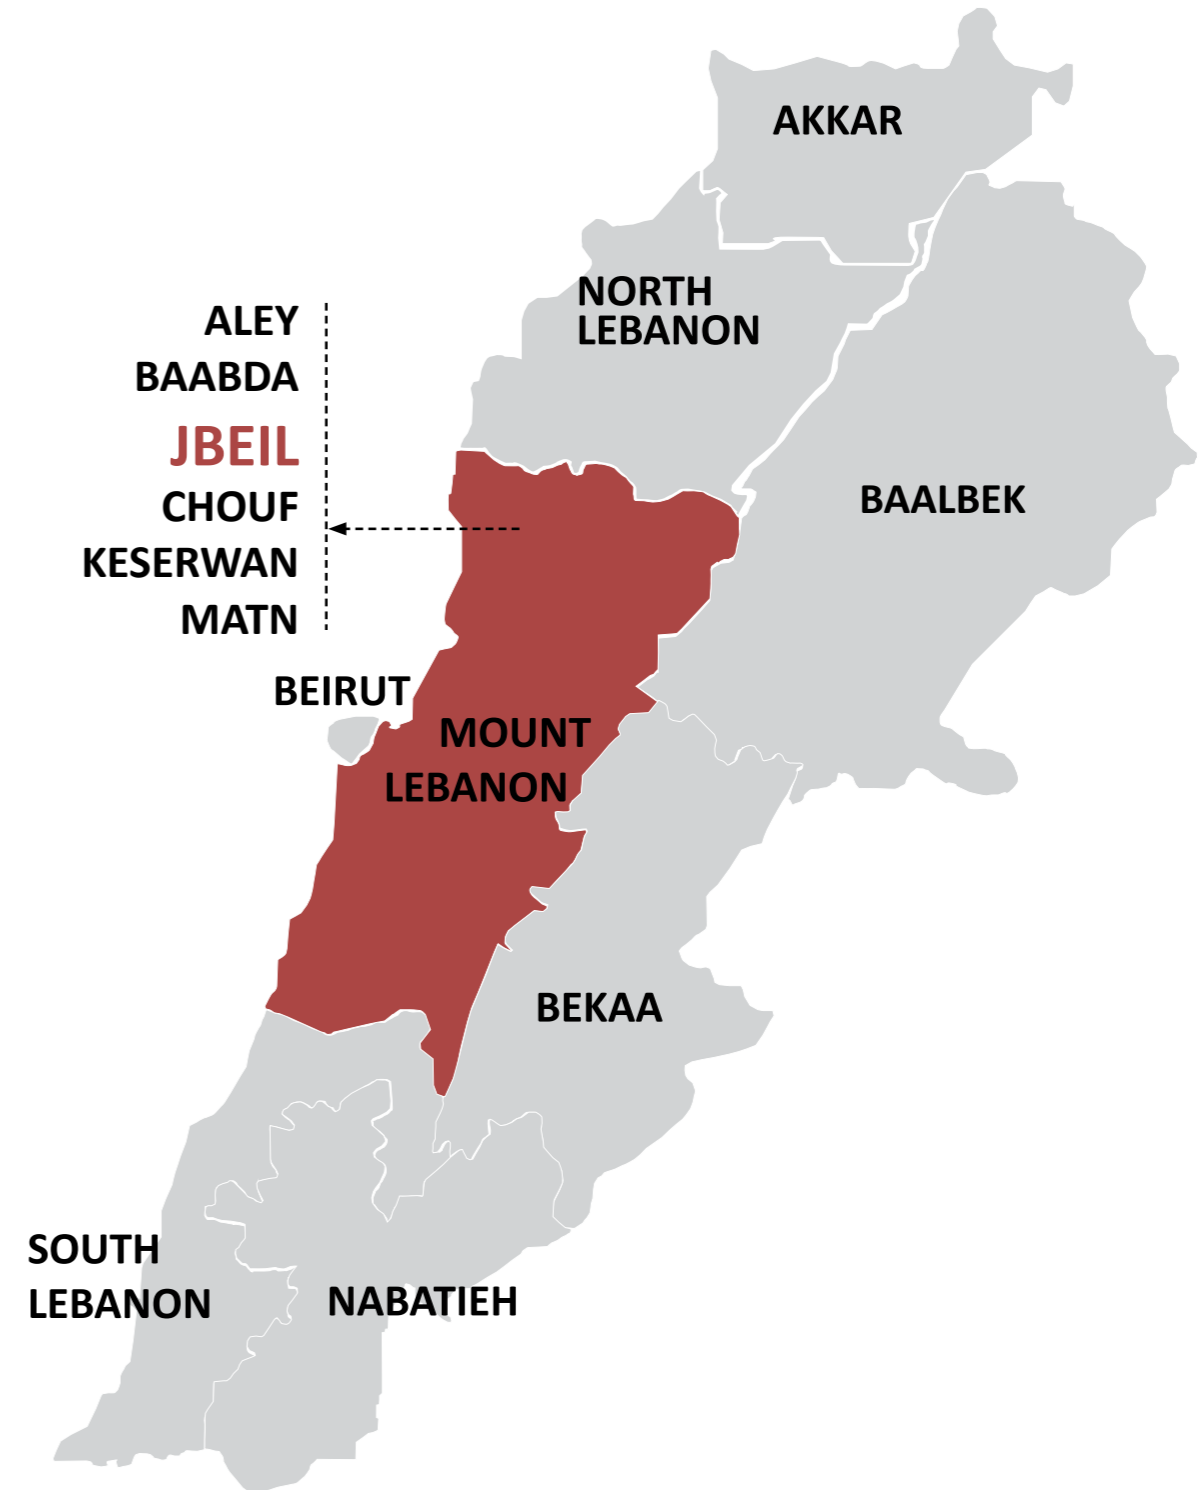 AKKAR
NORTH
LEBANON
ALEY
BAABDA
JBEIL
CHOUF
KESERWAN
MATN
BAALBEK
BEIRUT
MOUNT
LEBANON
BEKAA
SOUTH
LEBANON
NABATIEH